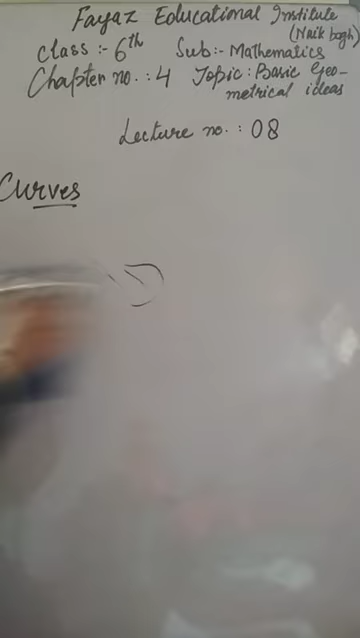 Fayaz Educational Institute
(Naik bagh)
Class :- 6th Sub:- Mathematics
Chapter no. : 4 Topic : Basic Geo-
metrical ideas
Lecture no. : 08
Curves